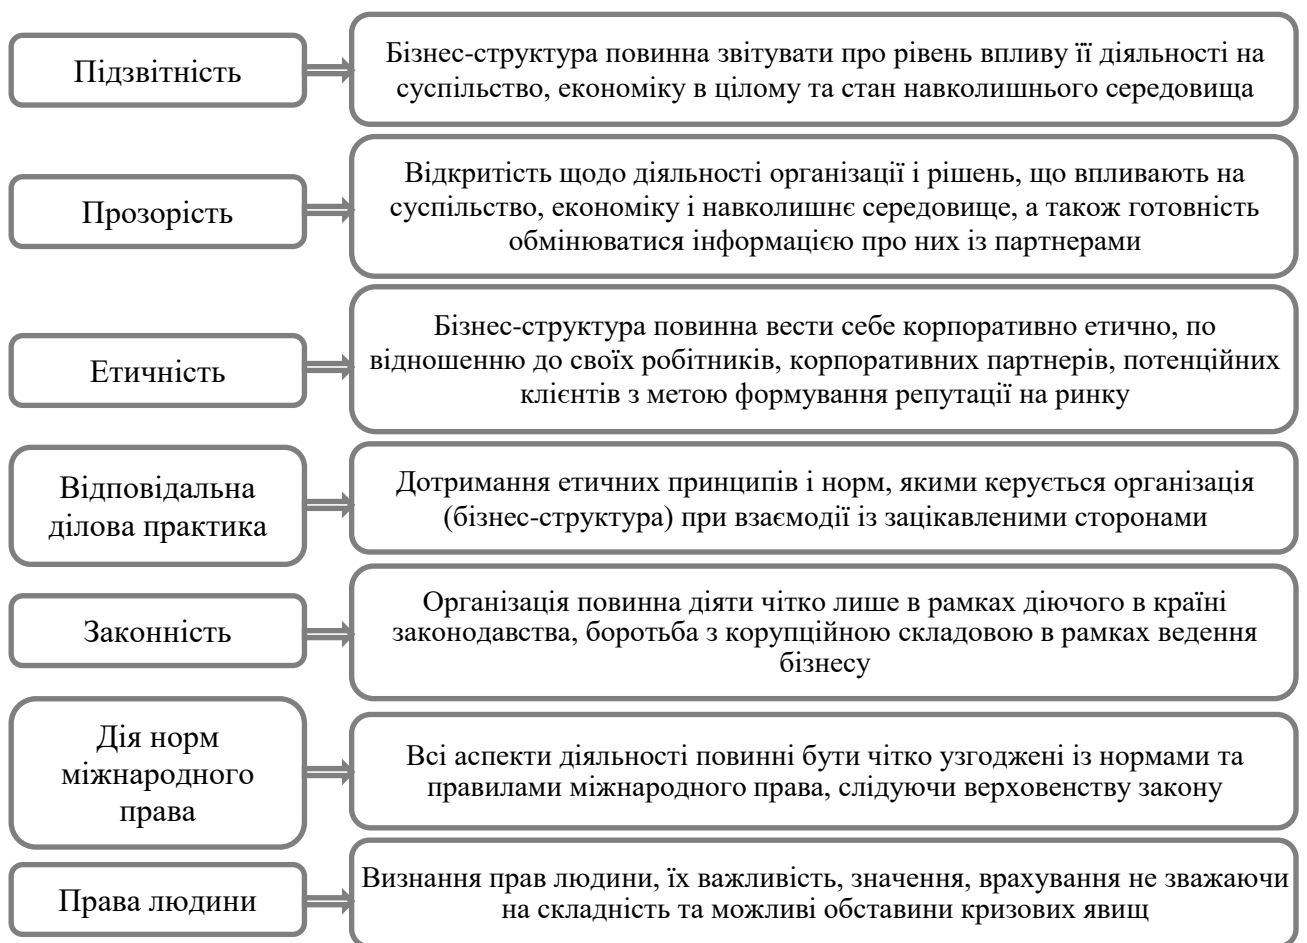 Підзвітність
Бізнес-структура повинна звітувати про рівень впливу її діяльності на
суспільство, економіку в цілому та стан навколишнього середовища
Прозорість
Відкритість щодо діяльності організації і рішень, що впливають на
суспільство, економіку і навколишнє середовище, а також готовність
обмінюватися інформацією про них із партнерами
Етичність
Бізнес-структура повинна вести себе корпоративно етично, по
відношенню до своїх робітників, корпоративних партнерів, потенційних
клієнтів з метою формування репутації на ринку
Відповідальна
ділова практика
Дотримання етичних принципів і норм, якими керується організація
(бізнес-структура) при взаємодії із зацікавленими сторонами
Законність
Організація повинна діяти чітко лише в рамках діючого в країні
законодавства, боротьба з корупційною складовою в рамках ведення
бізнесу
Дія норм
міжнародного
права
Всі аспекти діяльності повинні бути чітко узгоджені із нормами та
правилами міжнародного права, слідуючи верховенству закону
Права людини
Визнання прав людини, їх важливість, значення, врахування не зважаючи
на складність та можливі обставини кризових явищ